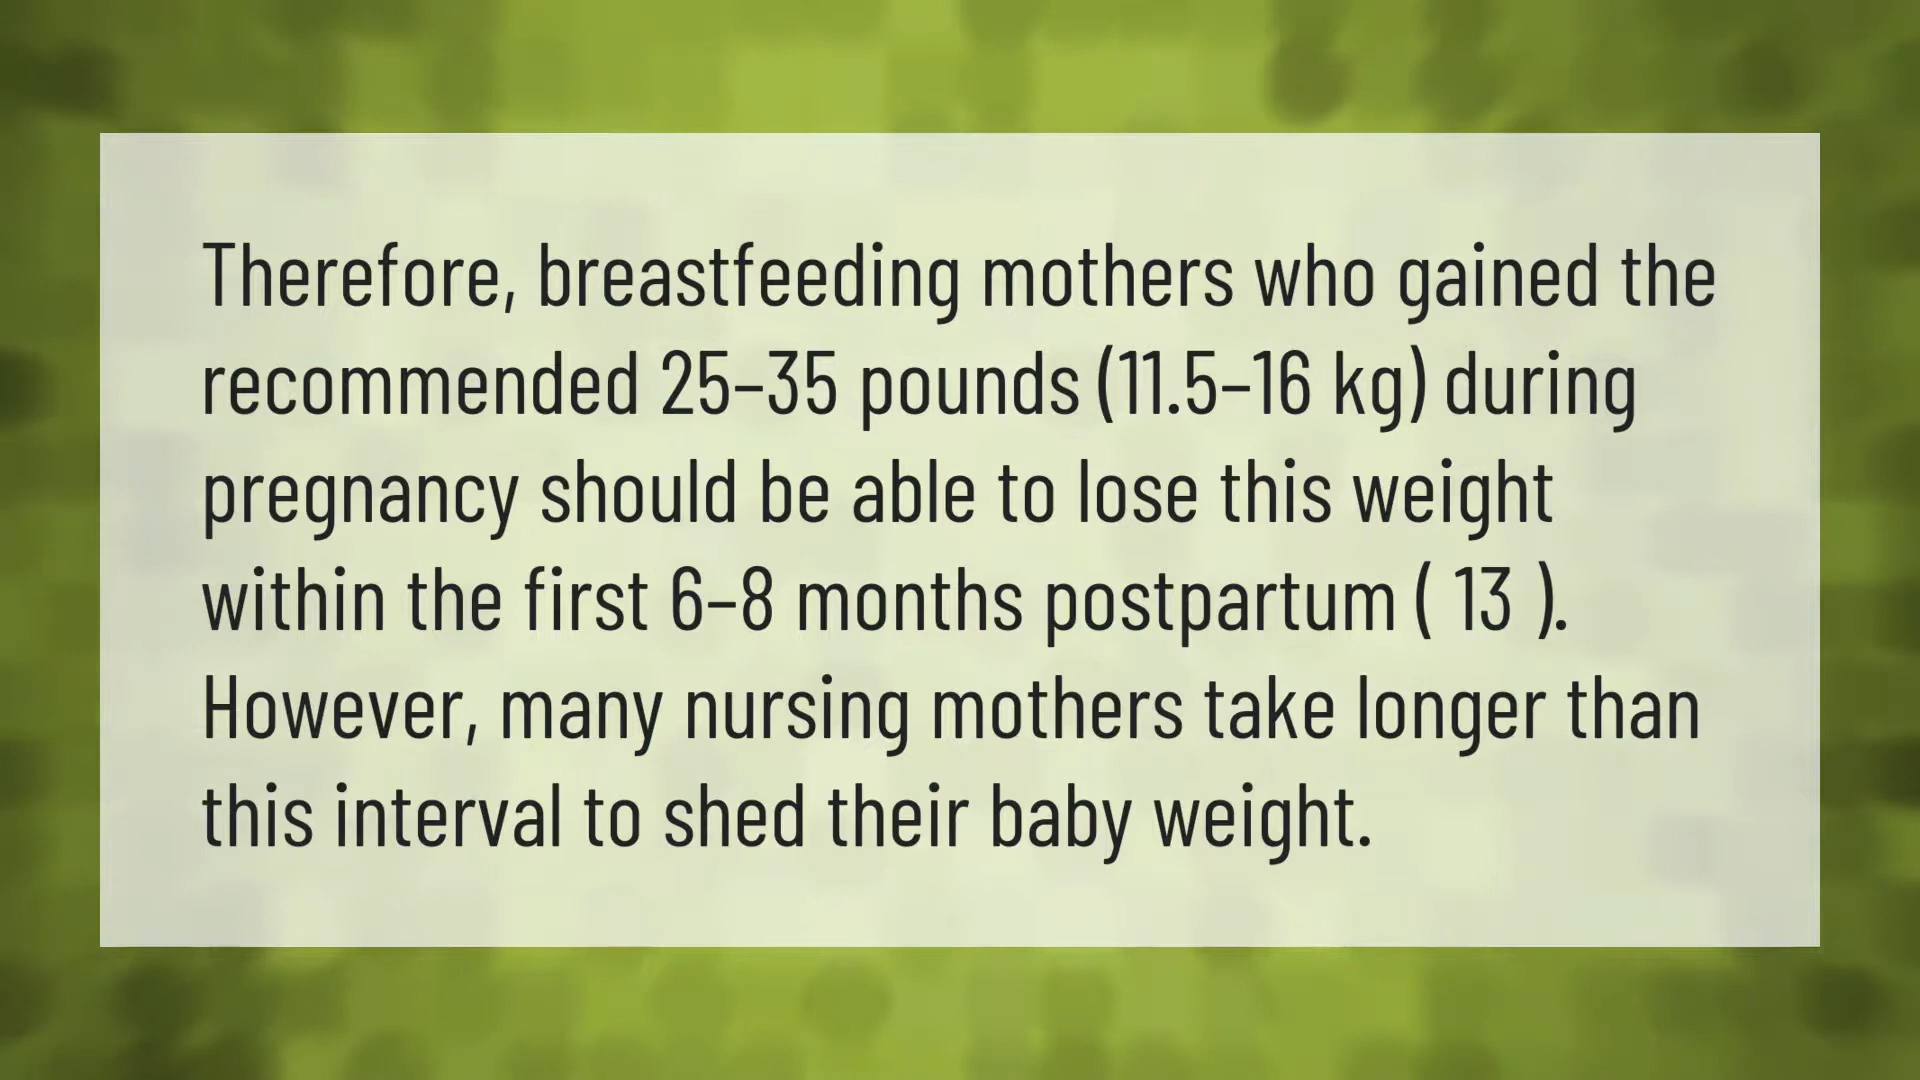 Therefore, breastfeeding mothers who gained the
recommended 25–35 pounds (11.5–16 kg) during
pregnancy should be able to lose this weight
within the first 6–8 months postpartum ( 13 ).
However, many nursing mothers take longer than
this interval to shed their baby weight.